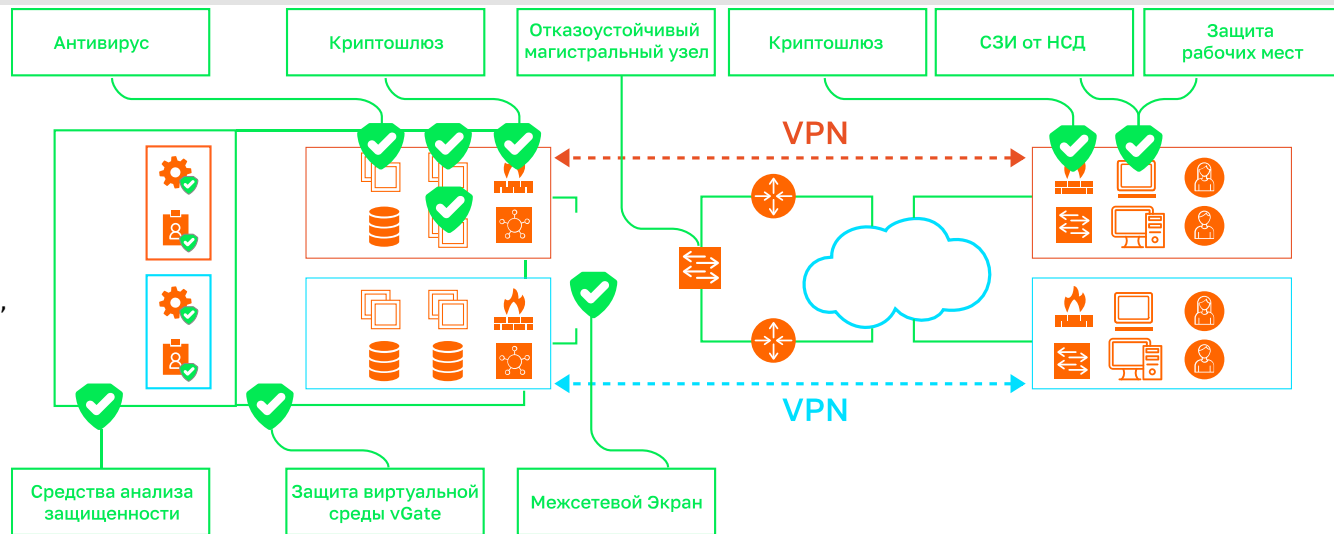 Антивирус
Криптошлюз
Отказоустойчивый
магистральный узел
Криптошлюз
СЗИ от НСД
Защита
рабочих мест
VPN
,
VPN
Средства анализа
защищенности
Защита виртуальной
среды vGate
Межсетевой Экран